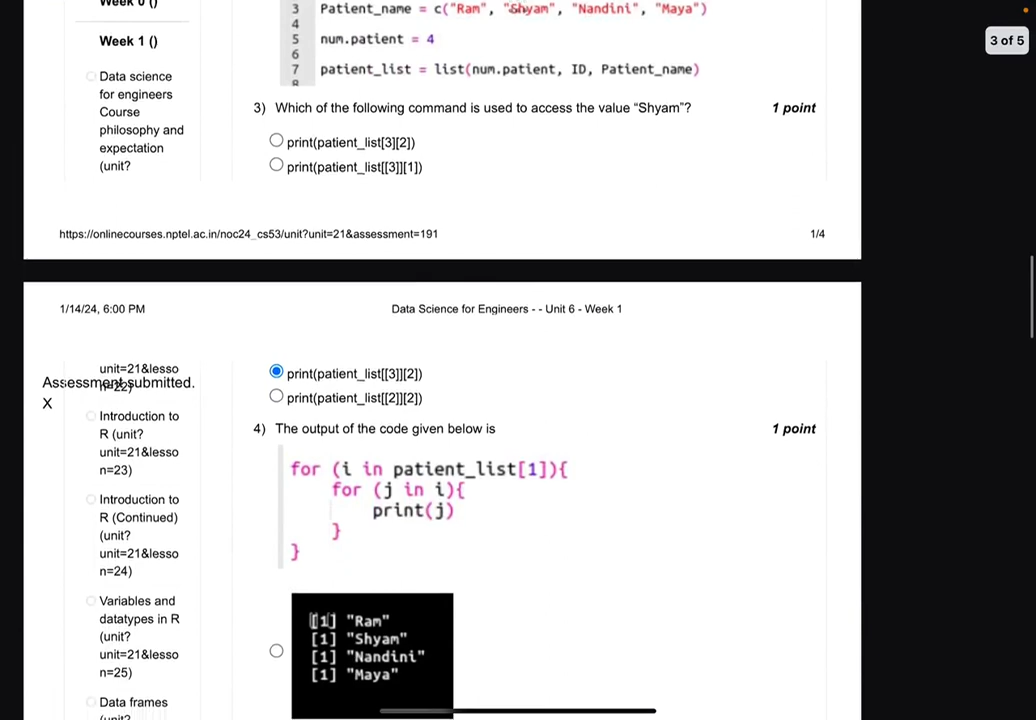 Week 0 ()
3 Patient_name = c("Ram", "Shyam", "Nandini", "Maya")
4
Week 1 ()
5 num.patient = 4
6
7 patient_list = list(num.patient, ID, Patient_name)
8
3 of 5
Data science
for engineers
Course
philosophy and
expectation
(unit?
3) Which of the following command is used to access the value “Shyam”? 1 point
print(patient_list[3][2])
print(patient_list[[3]][1])
https://onlinecourses.nptel.ac.in/noc24_cs53/unit?unit=21&assessment=191 1/4
1/14/24, 6:00 PM Data Science for Engineers - - Unit 6 - Week 1
unit=21&lesso
n=22)
Assessment submitted.
X
Introduction to
R (unit?
unit=21&lesso
n=23)
Introduction to
R (Continued)
(unit?
unit=21&lesso
n=24)
Variables and
datatypes in R
(unit?
unit=21&lesso
n=25)
Data frames
(unit?
print(patient_list[[3]][2])
print(patient_list[[2]][2])
4) The output of the code given below is 1 point
for (i in patient_list[1]){
for (j in i){
print(j)
}
}
[1] "Ram"
[1] "Shyam"
[1] "Nandini"
[1] "Maya"